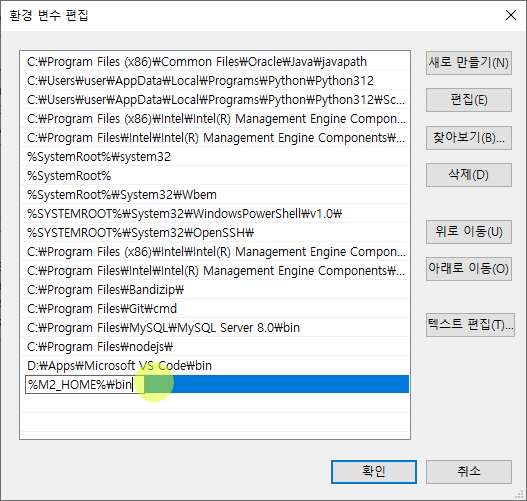 환경 변수 편집
C:₩Program Files (x86)₩Common Files₩Oracle₩Java₩javapath
C:₩Users₩user₩AppData₩Local₩Programs₩Python₩Python312
C:₩Users₩user₩AppData₩Local₩Programs₩Python₩Python312₩Sc...
C:₩Program Files (x86)₩Intel₩Intel(R) Management Engine Compon...
C:₩Program Files₩Intel₩Intel(R) Management Engine Components₩...
%SystemRoot%₩system32
%SystemRoot%
%SystemRoot%₩System32₩Wbem
%SYSTEMROOT%₩System32₩WindowsPowerShell₩v1.0₩
%SYSTEMROOT%₩System32₩OpenSSH₩
C:₩Program Files (x86)₩Intel₩Intel(R) Management Engine Compon...
C:₩Program Files₩Intel₩Intel(R) Management Engine Components₩...
C:₩Program Files₩Bandizip₩
C:₩Program Files₩Git₩cmd
C:₩Program Files₩MySQL₩MySQL Server 8.0₩bin
C:₩Program Files₩nodejs₩
D:₩Apps₩Microsoft VS Code₩bin
%M2_HOME%₩bin
새로 만들기(N)
편집(E)
찾아보기(B)...
삭제(D)
위로 이동(U)
아래로 이동(O)
텍스트 편집(T)...
확인
취소